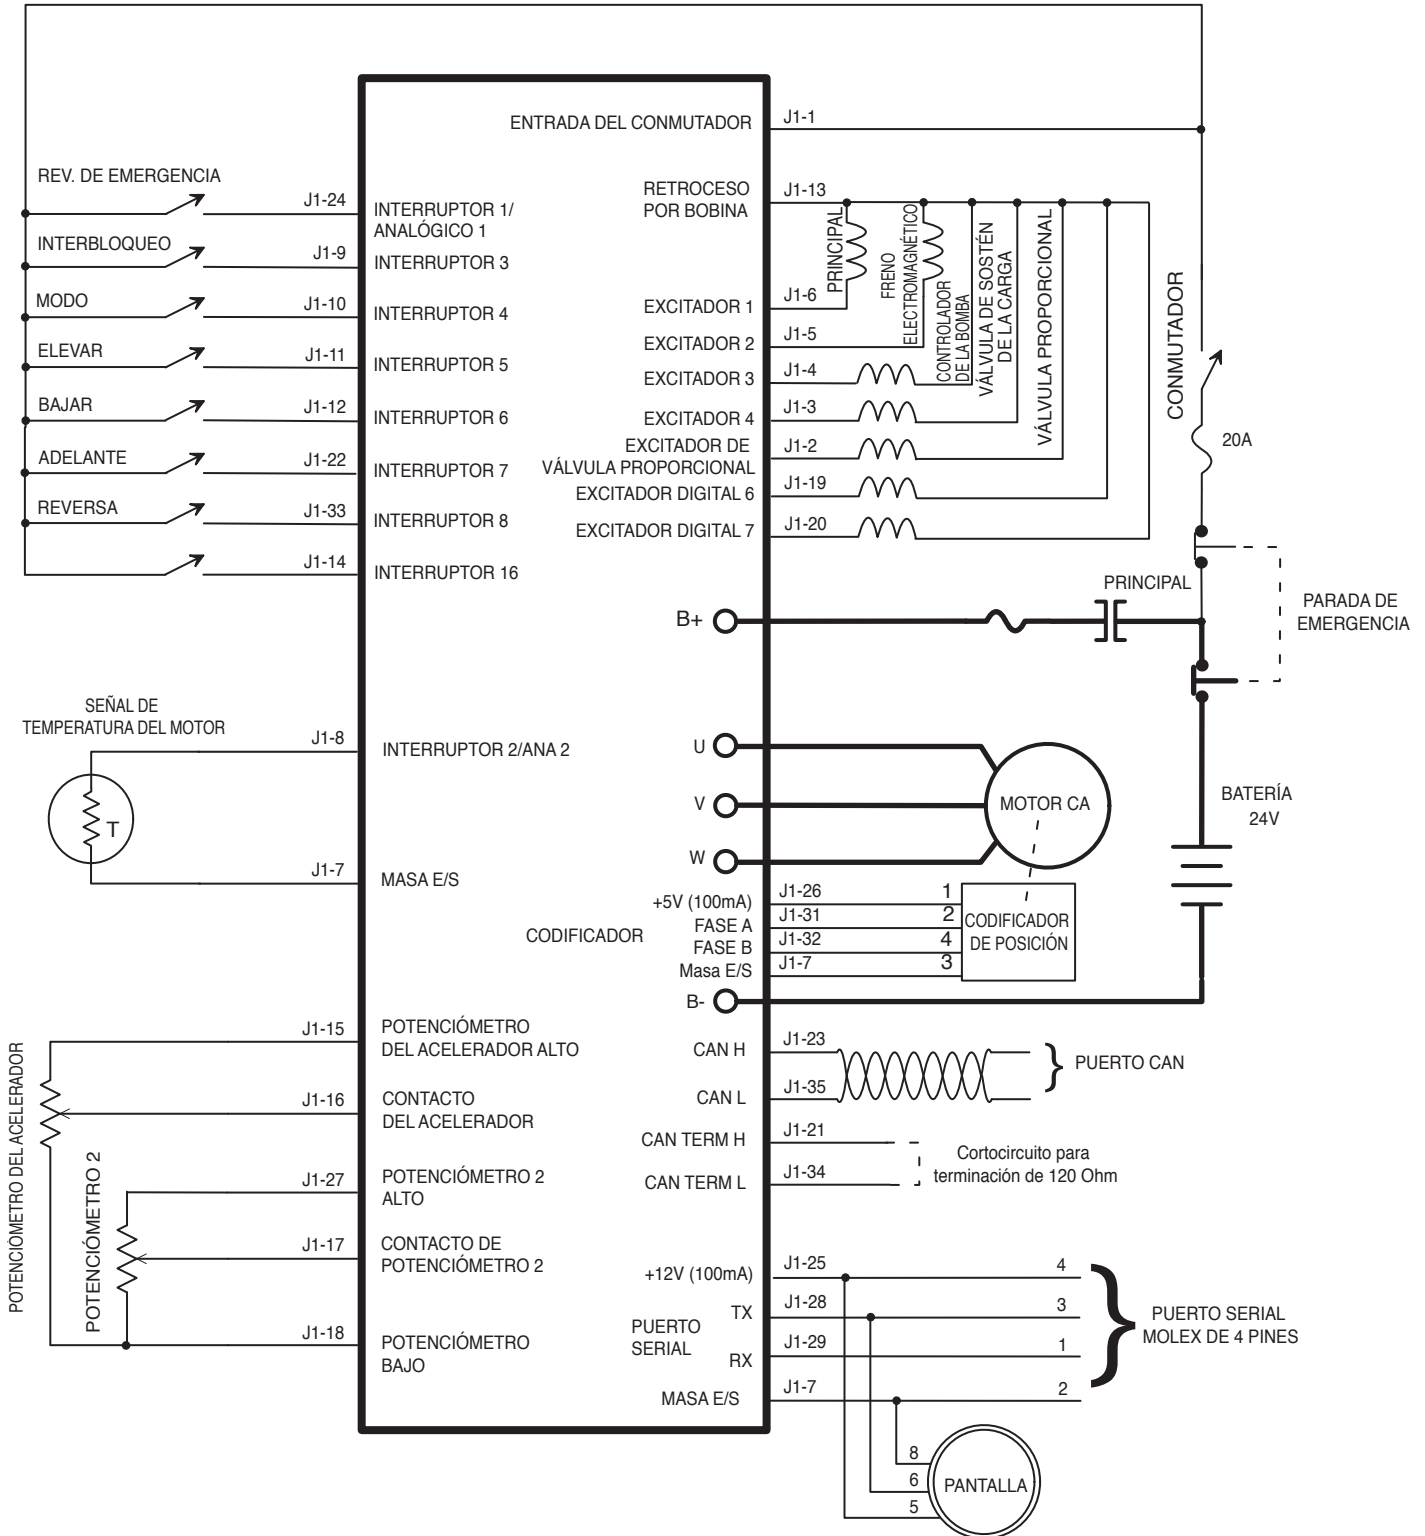 ENTRADA DEL CONMUTADOR
J1-1
REV. DE EMERGENCIA
J1-24
INTERRUPTOR 1/
ANALÓGICO 1
INTERBLOQUEO
J1-9
INTERRUPTOR 3
MODO
J1-10
INTERRUPTOR 4
ELEVAR
J1-11
INTERRUPTOR 5
BAJAR
J1-12
INTERRUPTOR 6
ADELANTE
J1-22
INTERRUPTOR 7
REVERSA
J1-33
INTERRUPTOR 8
J1-14
INTERRUPTOR 16
RETROCESO
POR BOBINA
J1-13
EXCITADOR 1
J1-6
EXCITADOR 2
J1-5
EXCITADOR 3
J1-4
EXCITADOR 4
J1-3
EXCITADOR DE
VÁLVULA PROPORCIONAL
J1-2
EXCITADOR DIGITAL 6
J1-19
EXCITADOR DIGITAL 7
J1-20
PRINCIPAL
FRENO
ELECTROMAGNÉTICO
CONTROLADOR
DE LA BOMBA
VÁLVULA DE SOSTÉN
DE LA CARGA
VÁLVULA PROPORCIONAL
CONMUTADOR
20A
PRINCIPAL
PARADA DE
EMERGENCIA
B+
SEÑAL DE
TEMPERATURA DEL MOTOR
T
J1-8
INTERRUPTOR 2/ANA 2
J1-7
MASA E/S
U
V
W
MOTOR CA
BATERÍA
24V
CODIFICADOR
+5V (100mA)
J1-26
1
FASE A
J1-31
2
FASE B
J1-32
4
Masa E/S
J1-7
3
CODIFICADOR
DE POSICIÓN
B-
POTENCIÓMETRO DEL ACELERADOR
J1-15
POTENCIÓMETRO
DEL ACELERADOR ALTO
J1-16
CONTACTO
DEL ACELERADOR
POTENCIÓMETRO 2
J1-27
POTENCIÓMETRO 2
ALTO
J1-17
CONTACTO DE
POTENCIÓMETRO 2
J1-18
POTENCIÓMETRO
BAJO
CAN H
J1-23
CAN L
J1-35
PUERTO CAN
CAN TERM H
J1-21
CAN TERM L
J1-34
Cortocircuito para
terminación de 120 Ohm
PUERTO
SERIAL
+12V (100mA)
J1-25
4
TX
J1-28
3
RX
J1-29
1
MASA E/S
J1-7
2
PUERTO SERIAL
MOLEX DE 4 PINES
8
6
5
PANTALLA